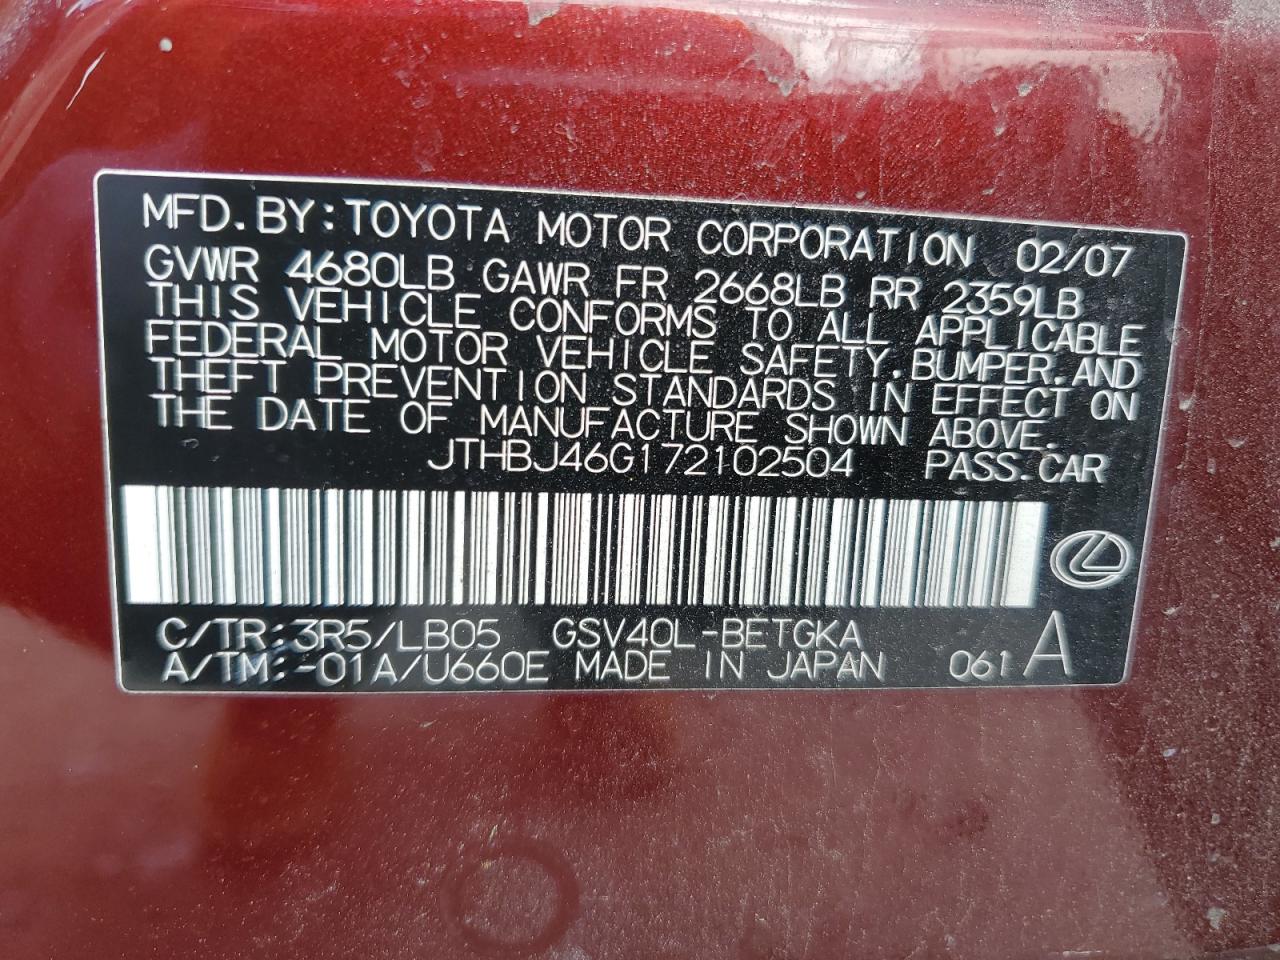 MFD.BY:TOYOTA MOTOR CORPORATION 02/07
GVWR 4680LB GAWR FR 2668LB RR 2359LB
THIS VEHICLE CONFORMS TO ALL APPLICABLE
FEDERAL MOTOR VEHICLE SAFETY.BUMPER.AND
THEFT PREVENTION STANDARDS IN EFFECT ON
THE DATE OF MANUFACTURE SHOWN ABOVE.
JTHBJ46G172102504 PASS.CAR
C/TR:3R5/LB05 GSV40L-BETGKA
A/TM:-01A/U660E MADE IN JAPAN 061 A